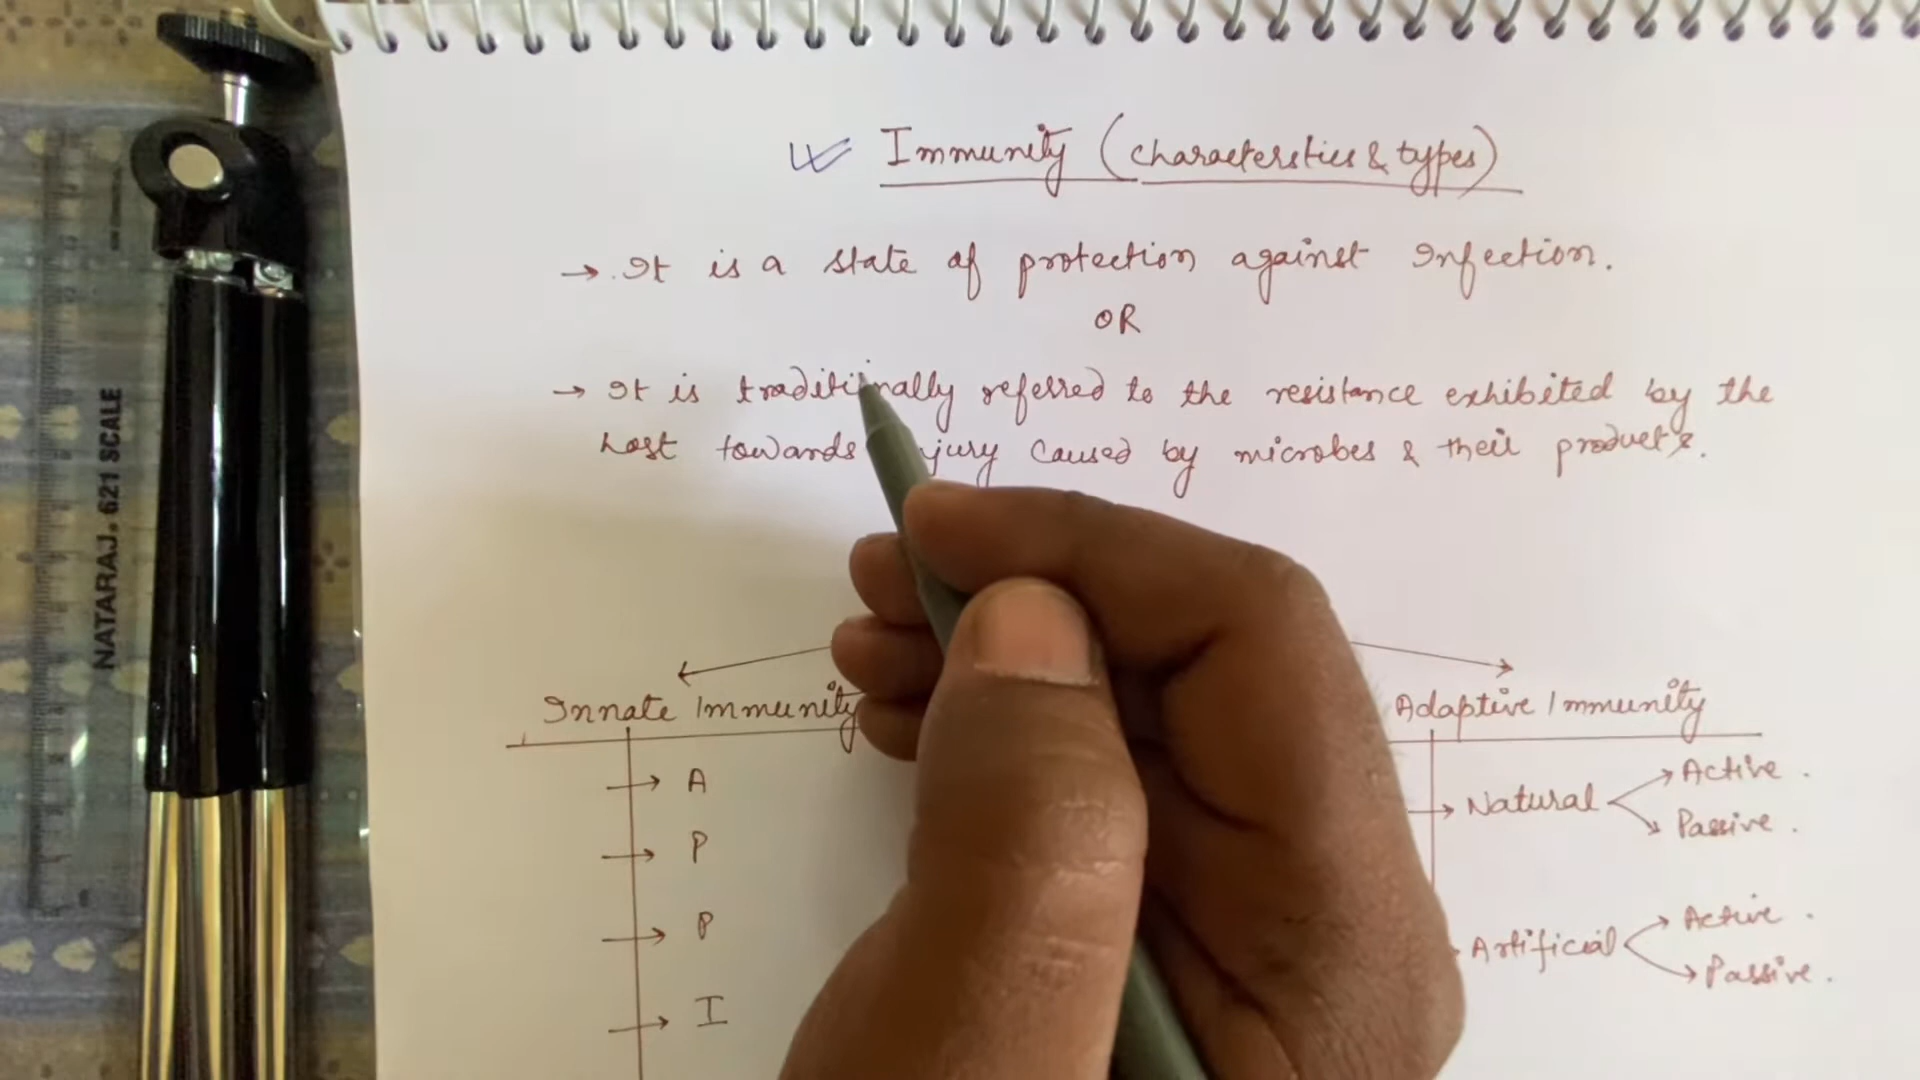 Immunity (characterstics & types)
→ It is a state of protection against Infection.
OR
→ It is traditionally referred to the resistance exhibited by the
host towards jury caused by microbes & their products.
Innate Immunity
Adaptive Immunity
→ A
→ P
→ P
→ I
→ Natural
Active .
Passive .
Artificial
Active .
Passive .
NATARAJ. 621 SCALE